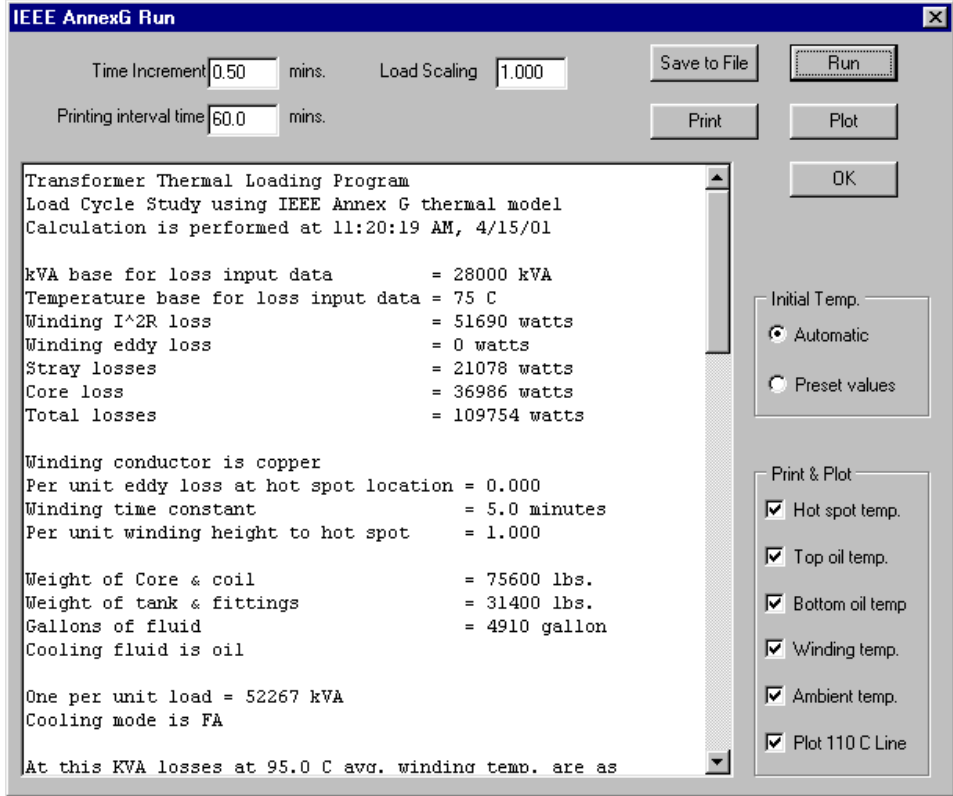 IEEE AnnexG Run
Time Increment 0.50 mins. Load Scaling 1.000 Save to File Run
Printing interval time 60.0 mins. Print Plot
OK
Transformer Thermal Loading Program
Load Cycle Study using IEEE Annex G thermal model
Calculation is performed at 11:20:19 AM, 4/15/01
kVA base for loss input data = 28000 kVA
Temperature base for loss input data = 75 C
Winding I^2R loss = 51690 watts
Winding eddy loss = 0 watts
Stray losses = 21078 watts
Core loss = 36986 watts
Total losses = 109754 watts
Winding conductor is copper
Per unit eddy loss at hot spot location = 0.000
Winding time constant = 5.0 minutes
Per unit winding height to hot spot = 1.000
Weight of Core & coil = 75600 lbs.
Weight of tank & fittings = 31400 lbs.
Gallons of fluid = 4910 gallon
Cooling fluid is oil
One per unit load = 52267 kVA
Cooling mode is FA
At this KVA losses at 95.0 C avg. winding temp. are as
Initial Temp.
Automatic
Preset values
Print & Plot
Hot spot temp.
Top oil temp.
Bottom oil temp
Winding temp.
Ambient temp.
Plot 110 C Line